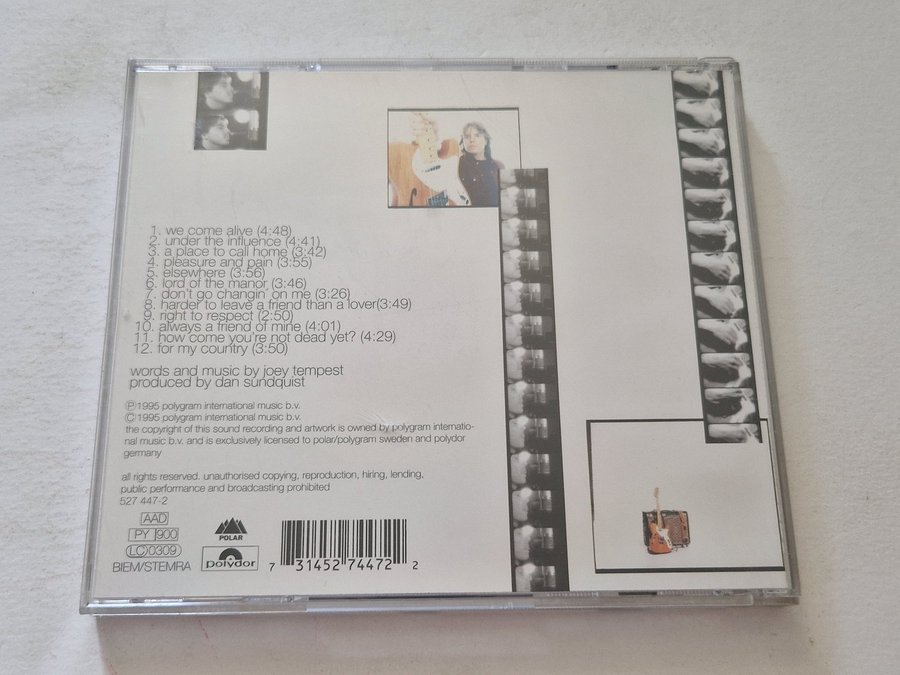 1. we come alive (4:48)
2. under the influence (4:41)
3. a place to call home (3:42)
4. pleasure and pain (3:55)
5. elsewhere (3:56)
6. lord of the manor (3:46)
7. don't go changin' on me (3:26)
8. harder to leave a friend than a lover(3:49)
9. right to respect (2:50)
10. always a friend of mine (4:01)
11. how come you're not dead yet? (4:29)
12. for my country (3:50)
words and music by joey tempest
produced by dan sundquist
Ⓟ1995 polygram international music b.v.
©1995 polygram international music b.v.
the copyright of this sound recording and artwork is owned by polygram internatio-
nal music b.v. and is exclusively licensed to polar/polygram sweden and polydor
germany
all rights reserved. unauthorised copying, reproduction, hiring, lending,
public performance and broadcasting prohibited
527 447-2
AAD
PY 900
LC 0309
BIEM/STEMRA
POLAR
polydor
7 31452 74472 2